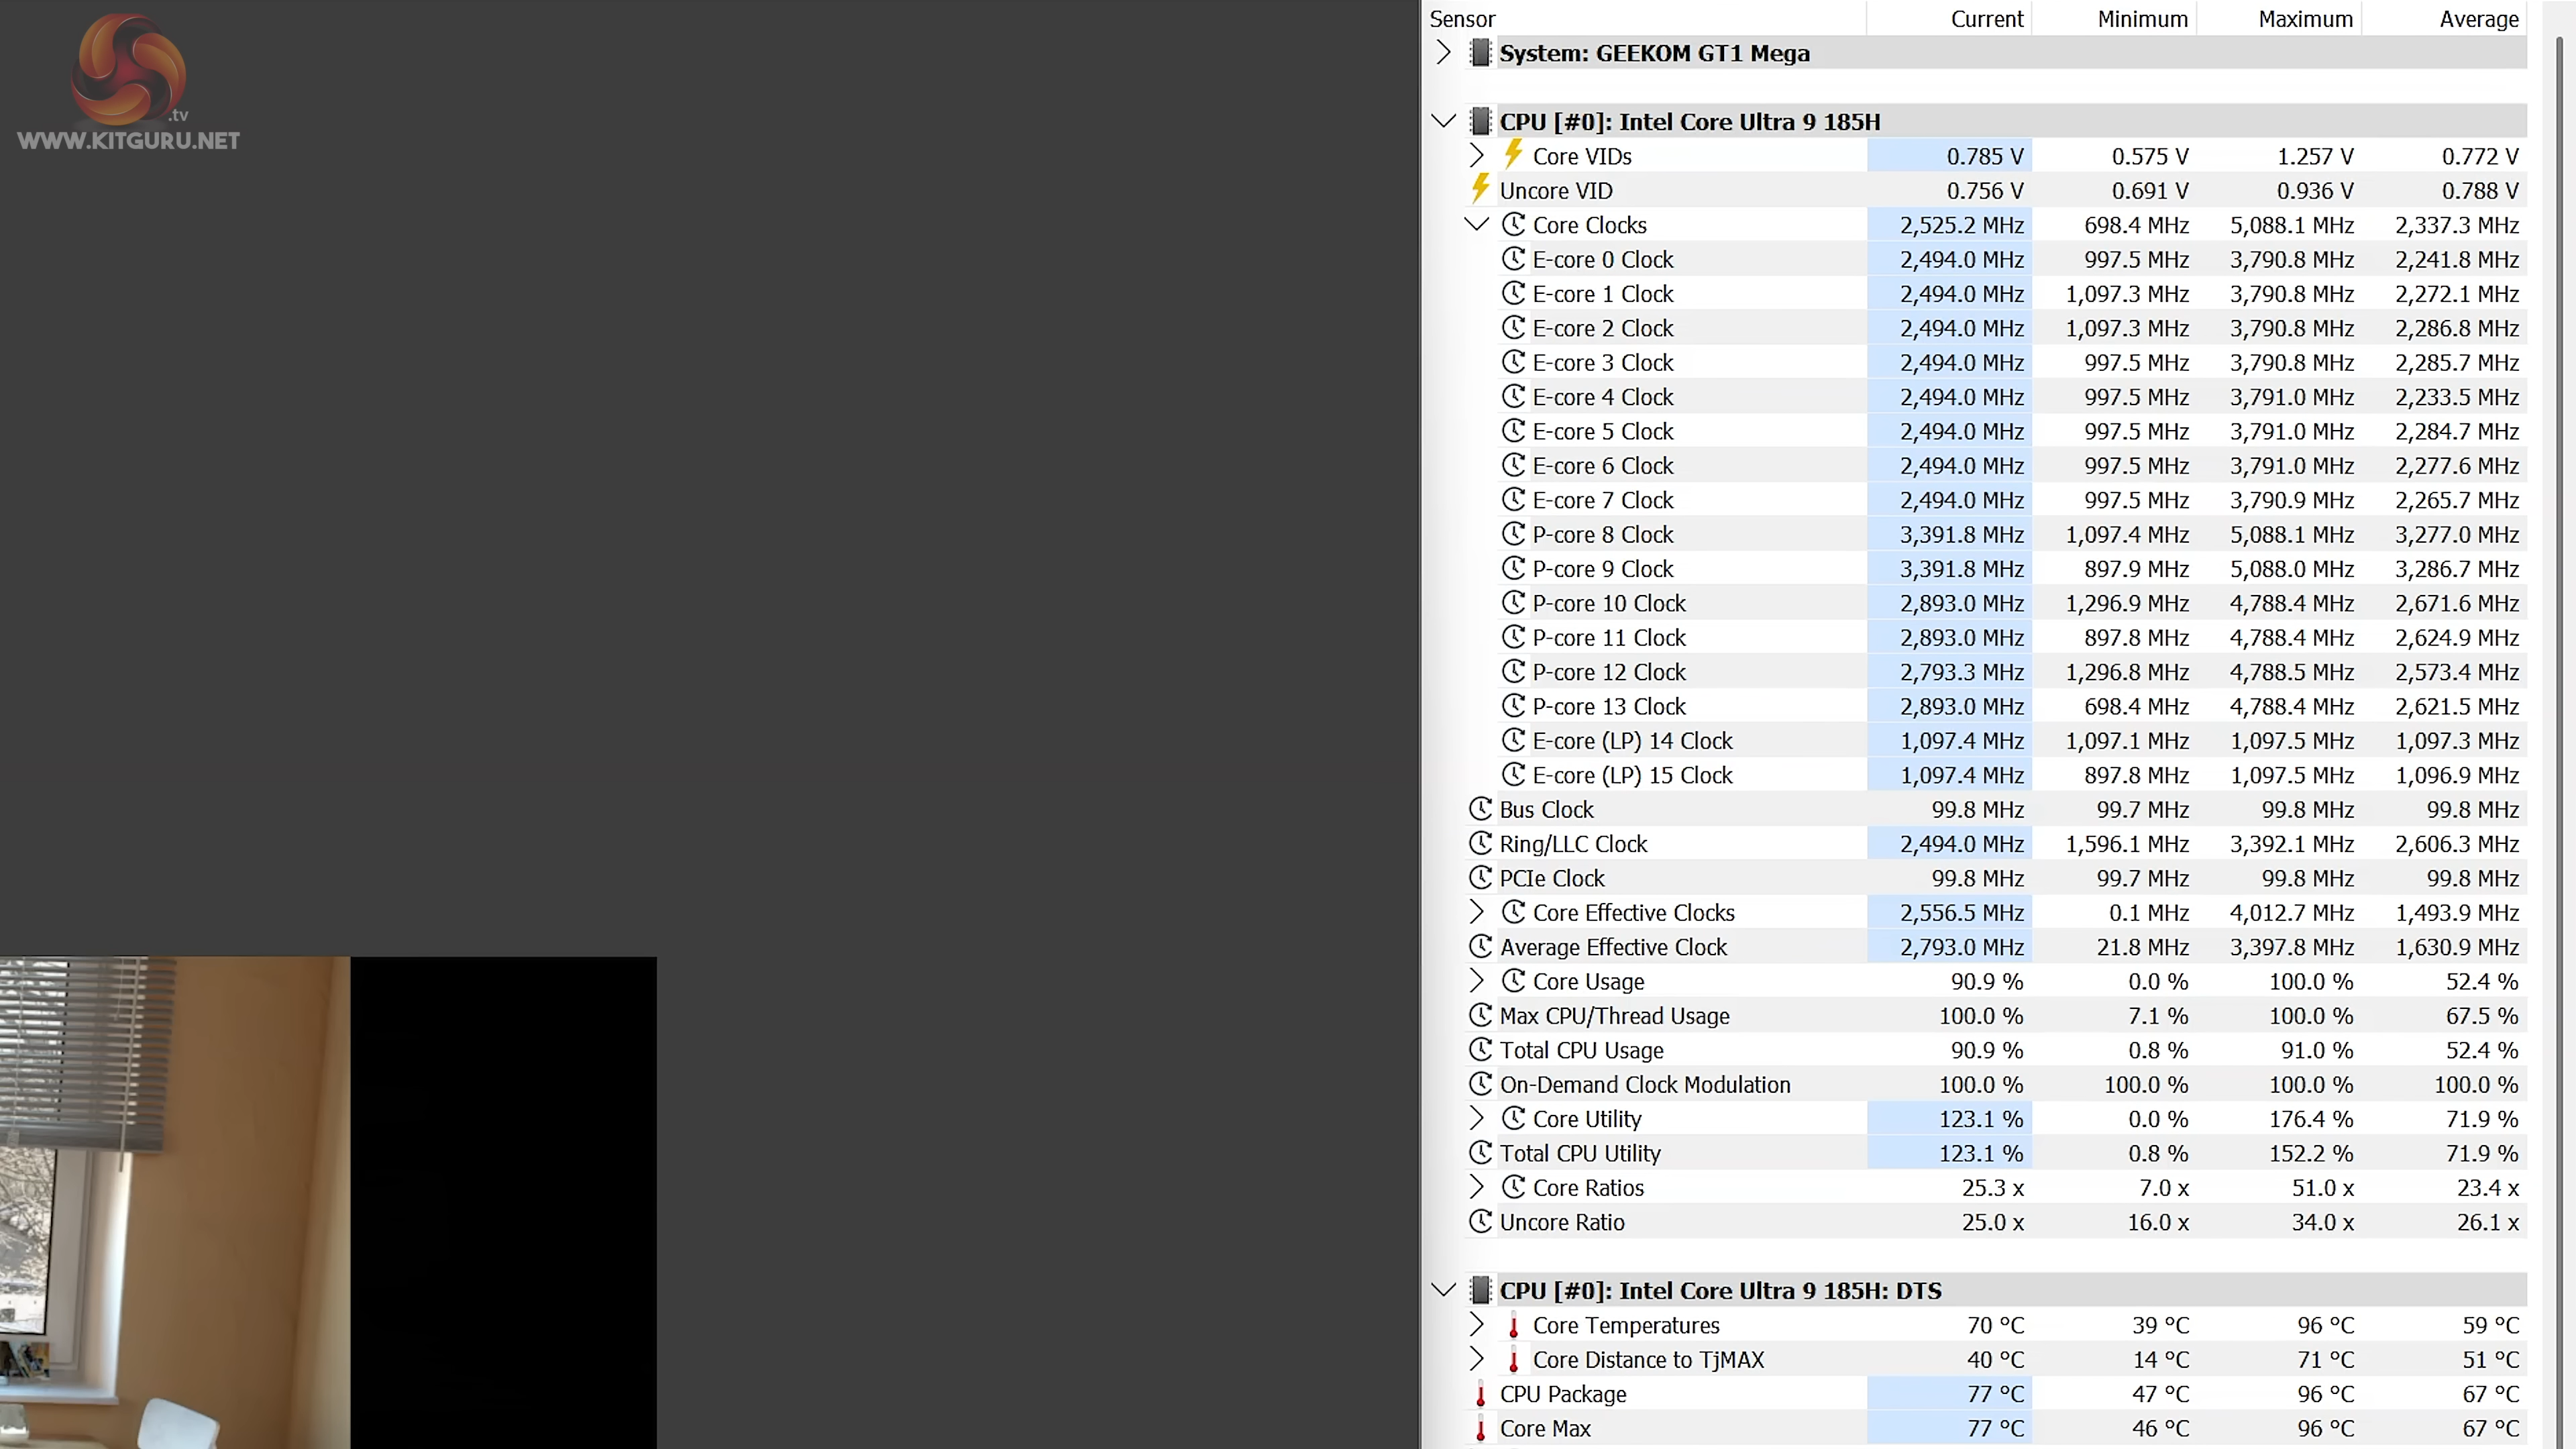 .tv
WWW.KITGURU.NET
Sensor Current Minimum Maximum Average
System: GEEKOM GT1 Mega
CPU [#0]: Intel Core Ultra 9 185H
Core VIDs 0.785 V 0.575 V 1.257 V 0.772 V
Uncore VID 0.756 V 0.691 V 0.936 V 0.788 V
Core Clocks 2,525.2 MHz 698.4 MHz 5,088.1 MHz 2,337.3 MHz
E-core 0 Clock 2,494.0 MHz 997.5 MHz 3,790.8 MHz 2,241.8 MHz
E-core 1 Clock 2,494.0 MHz 1,097.3 MHz 3,790.8 MHz 2,272.1 MHz
E-core 2 Clock 2,494.0 MHz 1,097.3 MHz 3,790.8 MHz 2,286.8 MHz
E-core 3 Clock 2,494.0 MHz 997.5 MHz 3,790.8 MHz 2,285.7 MHz
E-core 4 Clock 2,494.0 MHz 997.5 MHz 3,791.0 MHz 2,233.5 MHz
E-core 5 Clock 2,494.0 MHz 997.5 MHz 3,791.0 MHz 2,284.7 MHz
E-core 6 Clock 2,494.0 MHz 997.5 MHz 3,791.0 MHz 2,277.6 MHz
E-core 7 Clock 2,494.0 MHz 997.5 MHz 3,790.9 MHz 2,265.7 MHz
P-core 8 Clock 3,391.8 MHz 1,097.4 MHz 5,088.1 MHz 3,277.0 MHz
P-core 9 Clock 3,391.8 MHz 897.9 MHz 5,088.0 MHz 3,286.7 MHz
P-core 10 Clock 2,893.0 MHz 1,296.9 MHz 4,788.4 MHz 2,671.6 MHz
P-core 11 Clock 2,893.0 MHz 897.8 MHz 4,788.4 MHz 2,624.9 MHz
P-core 12 Clock 2,793.3 MHz 1,296.8 MHz 4,788.5 MHz 2,573.4 MHz
P-core 13 Clock 2,893.0 MHz 698.4 MHz 4,788.4 MHz 2,621.5 MHz
E-core (LP) 14 Clock 1,097.4 MHz 1,097.1 MHz 1,097.5 MHz 1,097.3 MHz
E-core (LP) 15 Clock 1,097.4 MHz 897.8 MHz 1,097.5 MHz 1,096.9 MHz
Bus Clock 99.8 MHz 99.7 MHz 99.8 MHz 99.8 MHz
Ring/LLC Clock 2,494.0 MHz 1,596.1 MHz 3,392.1 MHz 2,606.3 MHz
PCIe Clock 99.8 MHz 99.7 MHz 99.8 MHz 99.8 MHz
Core Effective Clocks 2,556.5 MHz 0.1 MHz 4,012.7 MHz 1,493.9 MHz
Average Effective Clock 2,793.0 MHz 21.8 MHz 3,397.8 MHz 1,630.9 MHz
Core Usage 90.9 % 0.0 % 100.0 % 52.4 %
Max CPU/Thread Usage 100.0 % 7.1 % 100.0 % 67.5 %
Total CPU Usage 90.9 % 0.8 % 91.0 % 52.4 %
On-Demand Clock Modulation 100.0 % 100.0 % 100.0 % 100.0 %
Core Utility 123.1 % 0.0 % 176.4 % 71.9 %
Total CPU Utility 123.1 % 0.8 % 152.2 % 71.9 %
Core Ratios 25.3 x 7.0 x 51.0 x 23.4 x
Uncore Ratio 25.0 x 16.0 x 34.0 x 26.1 x
CPU [#0]: Intel Core Ultra 9 185H: DTS
Core Temperatures 70 °C 39 °C 96 °C 59 °C
Core Distance to TjMAX 40 °C 14 °C 71 °C 51 °C
CPU Package 77 °C 47 °C 96 °C 67 °C
Core Max 77 °C 46 °C 96 °C 67 °C